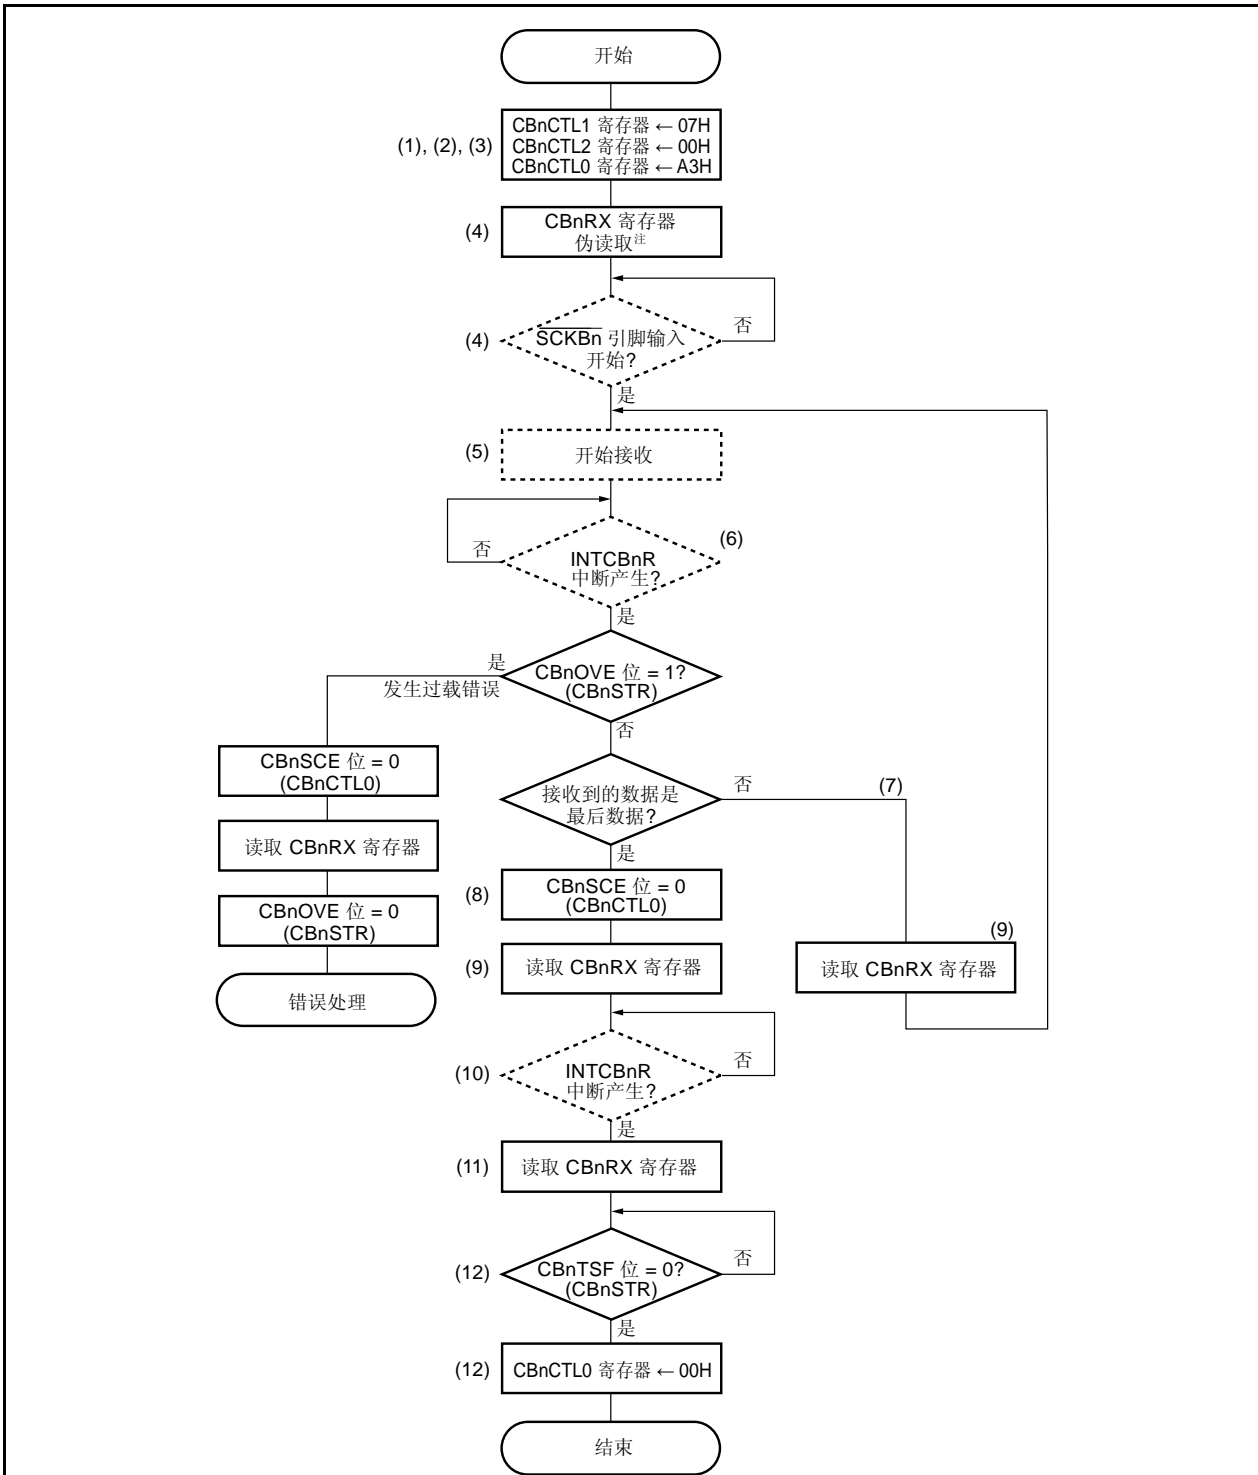 开始
(1), (2), (3)
CBnCTL1 寄存器 ← 07H
CBnCTL2 寄存器 ← 00H
CBnCTL0 寄存器 ← A3H
(4)
CBnRX 寄存器
伪读取注
(4)
SCKBn 引脚输入
开始?
否
是
(5)
开始接收
(6)
否
INTCBnR
中断产生?
是
是
CBnOVE 位 = 1?
(CBnSTR)
发生过载错误
否
CBnSCE 位 = 0
(CBnCTL0)
接收到的数据是
最后数据?
否
(7)
读取 CBnRX 寄存器
是
(8)
CBnSCE 位 = 0
(CBnCTL0)
CBnOVE 位 = 0
(CBnSTR)
(9)
读取 CBnRX 寄存器
(9)
读取 CBnRX 寄存器
错误处理
(10)
INTCBnR
中断产生?
否
是
(11)
读取 CBnRX 寄存器
(12)
CBnTSF 位 = 0?
(CBnSTR)
否
是
(12)
CBnCTL0 寄存器 ← 00H
结束